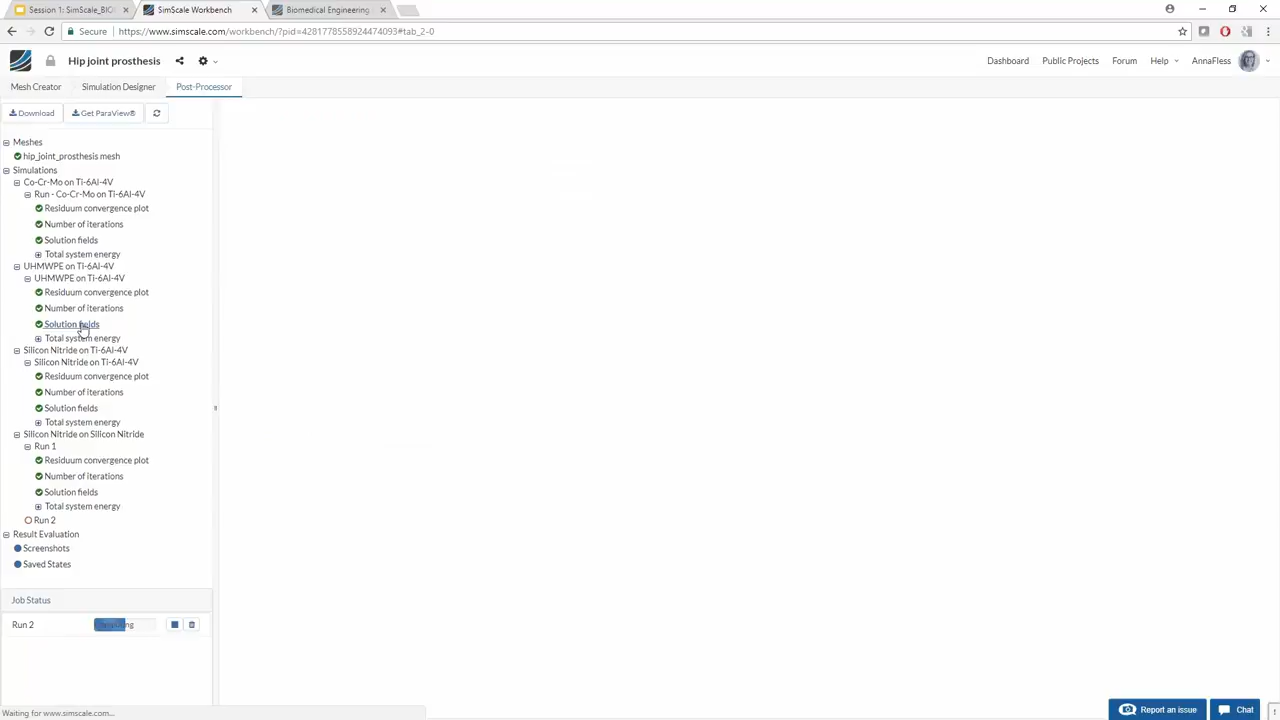 Session 1: SimScale_BIO
SimScale Workbench
Biomedical Engineering
Secure
https://www.simscale.com/workbench/?pid=4281778558924474093#tab_2-0
Hip joint prosthesis
Dashboard
Public Projects
Forum
Help
AnnaFless
Mesh Creator
Simulation Designer
Post-Processor
Download
Get ParaView®
Meshes
hip_joint_prosthesis mesh
Simulations
Co-Cr-Mo on Ti-6Al-4V
Run - Co-Cr-Mo on Ti-6Al-4V
Residuum convergence plot
Number of iterations
Solution fields
Total system energy
UHMWPE on Ti-6Al-4V
UHMWPE on Ti-6Al-4V
Residuum convergence plot
Number of iterations
Solution fields
Total system energy
Silicon Nitride on Ti-6Al-4V
Silicon Nitride on Ti-6Al-4V
Residuum convergence plot
Number of iterations
Solution fields
Total system energy
Silicon Nitride on Silicon Nitride
Run 1
Residuum convergence plot
Number of iterations
Solution fields
Total system energy
Run 2
Result Evaluation
Screenshots
Saved States
Job Status
Run 2
Waiting for www.simscale.com...
Report an issue
Chat